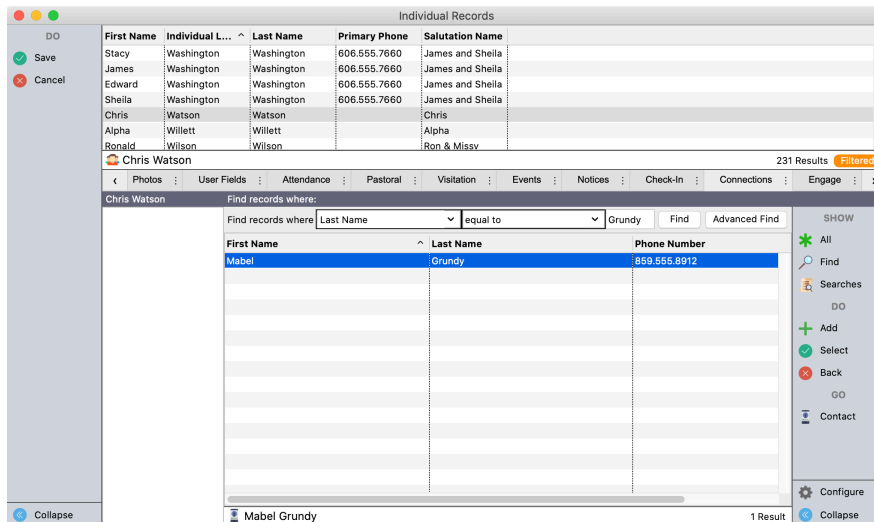 Individual Records
DO
Save
Cancel
First Name Individual L... Last Name Primary Phone Salutation Name
Stacy Washington Washington 606.555.7660 James and Sheila
James Washington Washington 606.555.7660 James and Sheila
Edward Washington Washington 606.555.7660 James and Sheila
Sheila Washington Washington 606.555.7660 James and Sheila
Chris Watson Watson Chris
Alpha Willett Willett Alpha
Ronald Wilson Wilson Ron & Missy
Chris Watson 231 Results Filtered
Photos User Fields Attendance Pastoral Visitation Events Notices Check-In Connections Engage
Chris Watson Find records where:
Find records where Last Name equal to Grundy Find Advanced Find
First Name Last Name Phone Number
Mabel Grundy 859.555.8912
SHOW
All
Find
Searches
DO
Add
Select
Back
GO
Contact
Configure
Collapse
Mabel Grundy 1 Result
Collapse